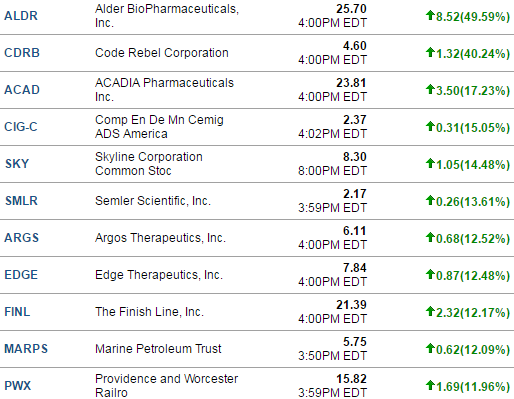 ALDR Alder BioPharmaceuticals, Inc. 25.70 4:00PM EDT 8.52(49.59%)
CDRB Code Rebel Corporation 4.60 4:00PM EDT 1.32(40.24%)
ACAD ACADIA Pharmaceuticals Inc. 23.81 4:00PM EDT 3.50(17.23%)
CIG-C Comp En De Mn Cemig ADS America 2.37 4:02PM EDT 0.31(15.05%)
SKY Skyline Corporation Common Stoc 8.30 8:00PM EDT 1.05(14.48%)
SMLR Semler Scientific, Inc. 2.17 3:59PM EDT 0.26(13.61%)
ARGS Argos Therapeutics, Inc. 6.11 4:00PM EDT 0.68(12.52%)
EDGE Edge Therapeutics, Inc. 7.84 4:00PM EDT 0.87(12.48%)
FINL The Finish Line, Inc. 21.39 4:00PM EDT 2.32(12.17%)
MARPS Marine Petroleum Trust 5.75 3:50PM EDT 0.62(12.09%)
PWX Providence and Worcester Railro 15.82 3:59PM EDT 1.69(11.96%)